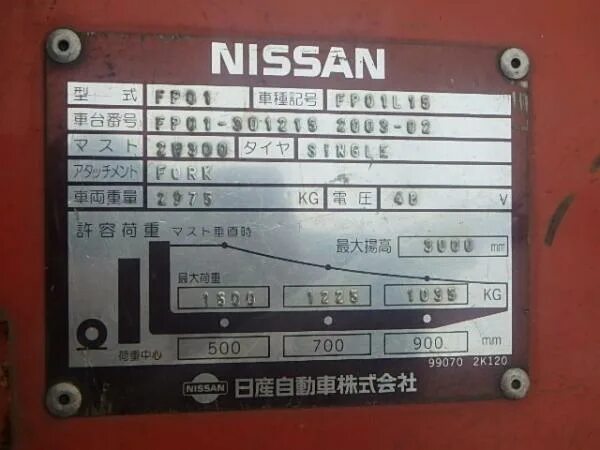 NISSAN
型式 FP01 車種記号 FP01L15
車台番号 FP01-301215 2003-02
マスト 2W300 タイヤ SINGLE
アタッチメント FORK
車両重量 2975 KG 電圧 48 V
許容荷重 マスト垂直時
最大揚高 3000 mm
最大荷重
1500 1225 1035 KG
荷重中心 500 700 900 mm
99070 2K120
NISSAN 日産自動車株式会社